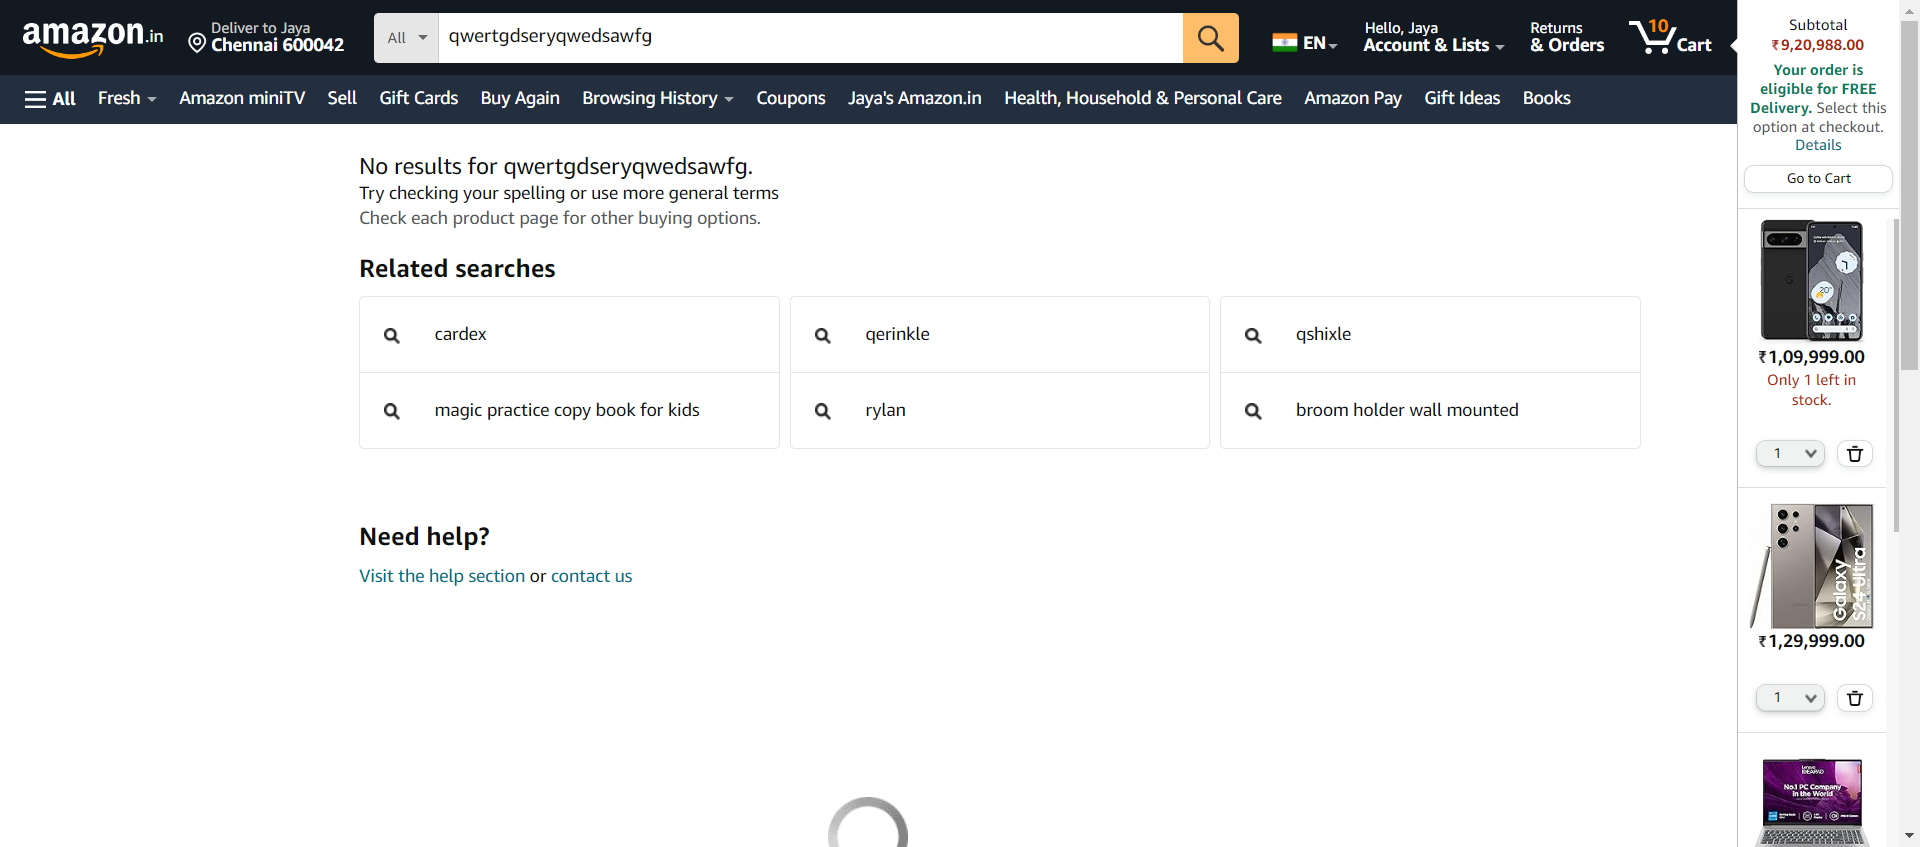 amazon.in
Deliver to Jaya
Chennai 600042
All
qwertgdseryqwedsawfg
EN
Hello, Jaya
Account & Lists
Returns
& Orders
10
Cart
All
Fresh
Amazon miniTV
Sell
Gift Cards
Buy Again
Browsing History
Coupons
Jaya's Amazon.in
Health, Household & Personal Care
Amazon Pay
Gift Ideas
Books
No results for qwertgdseryqwedsawfg.
Try checking your spelling or use more general terms
Check each product page for other buying options.
Related searches
cardex
qerinkle
qshixle
magic practice copy book for kids
rylan
broom holder wall mounted
Need help?
Visit the help section or contact us
Subtotal
₹9,20,988.00
Your order is
eligible for FREE
Delivery. Select this
option at checkout.
Details
Go to Cart
20°
₹1,09,999.00
Only 1 left in
stock.
1
Galaxy
S24 Ultra
₹1,29,999.00
1
Lenovo
IDEAPAD
No.1 PC Company
in the World